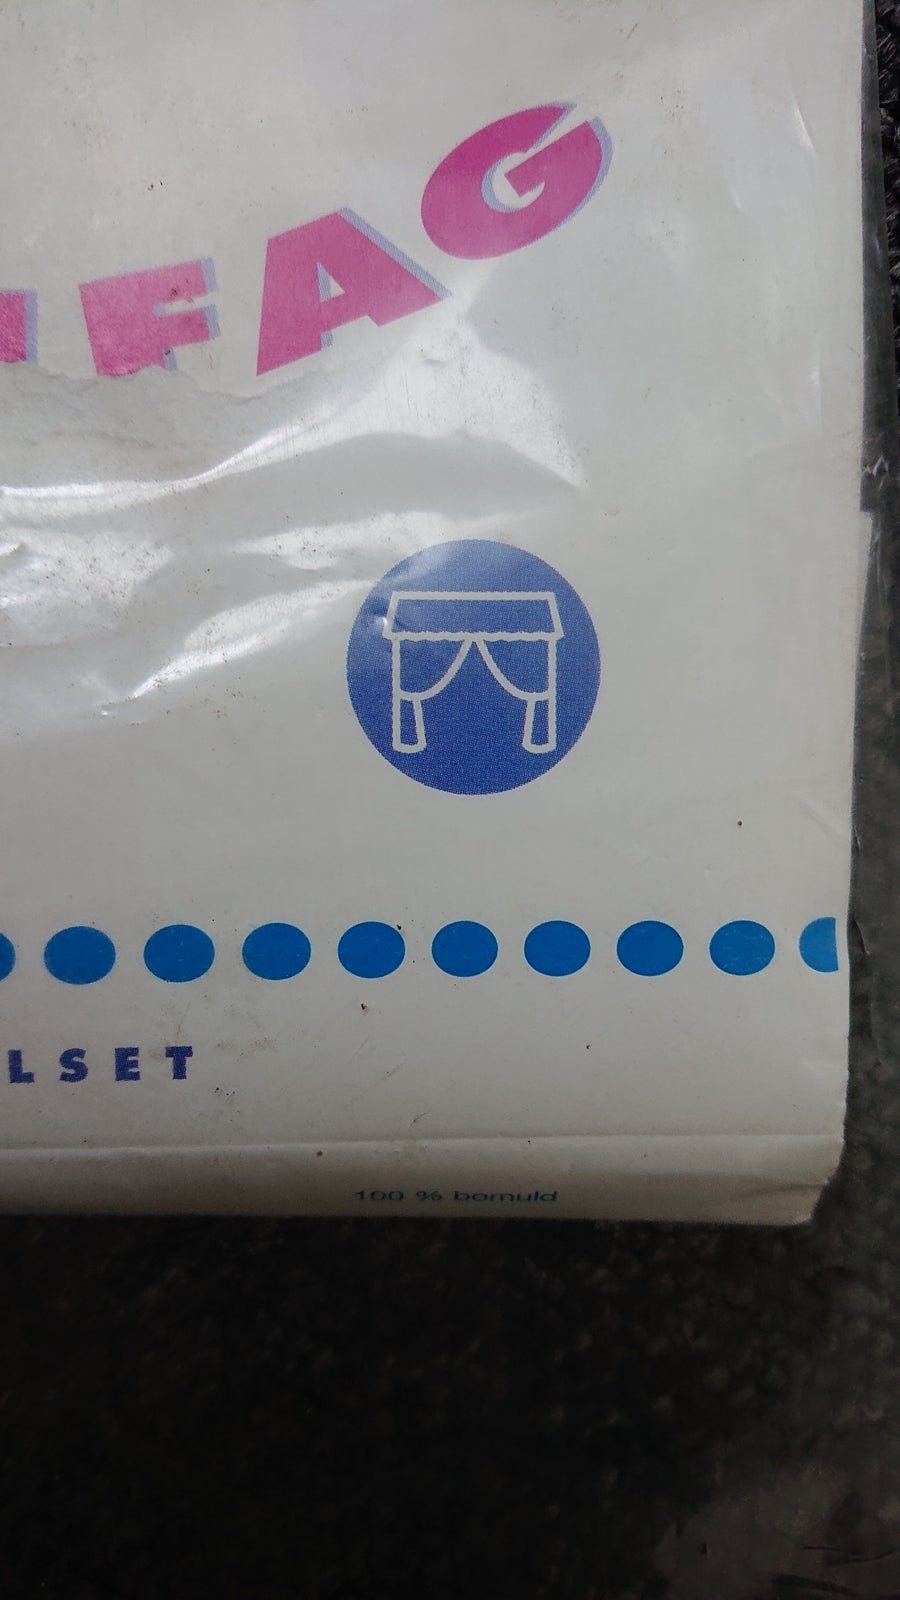 FAG
LSET
100 % bomuld